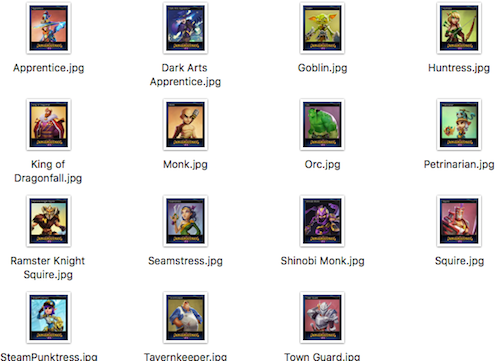 Apprentice.jpg
Dark Arts
Apprentice.jpg
Goblin.jpg
Huntress.jpg
King of
Dragonfall.jpg
Monk.jpg
Orc.jpg
Petrinarian.jpg
Ramster Knight
Squire.jpg
Seamstress.jpg
Shinobi Monk.jpg
Squire.jpg
SteamPunktress.jpg
Tavernkeeper.jpg
Town Guard.jpg